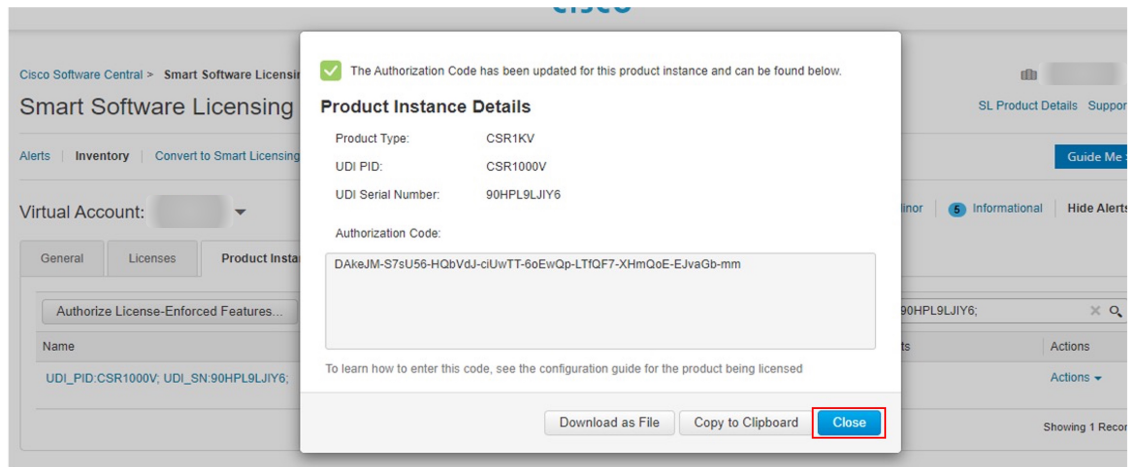 Cisco Software Central > Smart Software Licensin
Smart Software Licensing
SL Product Details Suppor
Alerts | Inventory | Convert to Smart Licensing
Guide Me
Virtual Account:
5 Informational | Hide Alerts
General Licenses Product Insta
Authorize License-Enforced Features...
90HPL9LJIY6;
Name
Actions
UDI_PID:CSR1000V; UDI_SN:90HPL9LJIY6;
Actions
Showing 1 Recor
The Authorization Code has been updated for this product instance and can be found below.
Product Instance Details
Product Type: CSR1KV
UDI PID: CSR1000V
UDI Serial Number: 90HPL9LJIY6
Authorization Code:
DAkeJM-S7sU56-HQbVdJ-ciUwTT-6oEwQp-LTfQF7-XHmQoE-EJvaGb-mm
To learn how to enter this code, see the configuration guide for the product being licensed
Download as File Copy to Clipboard Close